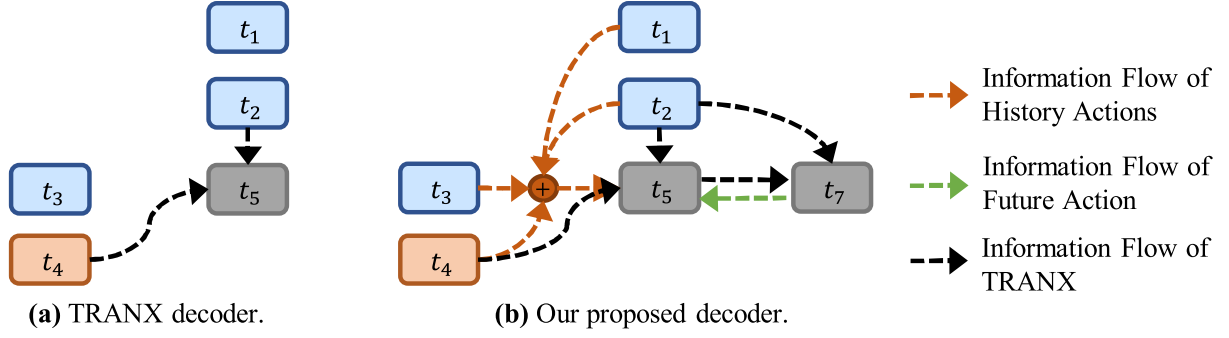 t₁
t₂
t₃
t₅
t₄
(a) TRANX decoder.
t₁
t₂
t₃
+
t₅
t₇
t₄
(b) Our proposed decoder.
Information Flow of
History Actions
Information Flow of
Future Action
Information Flow of
TRANX